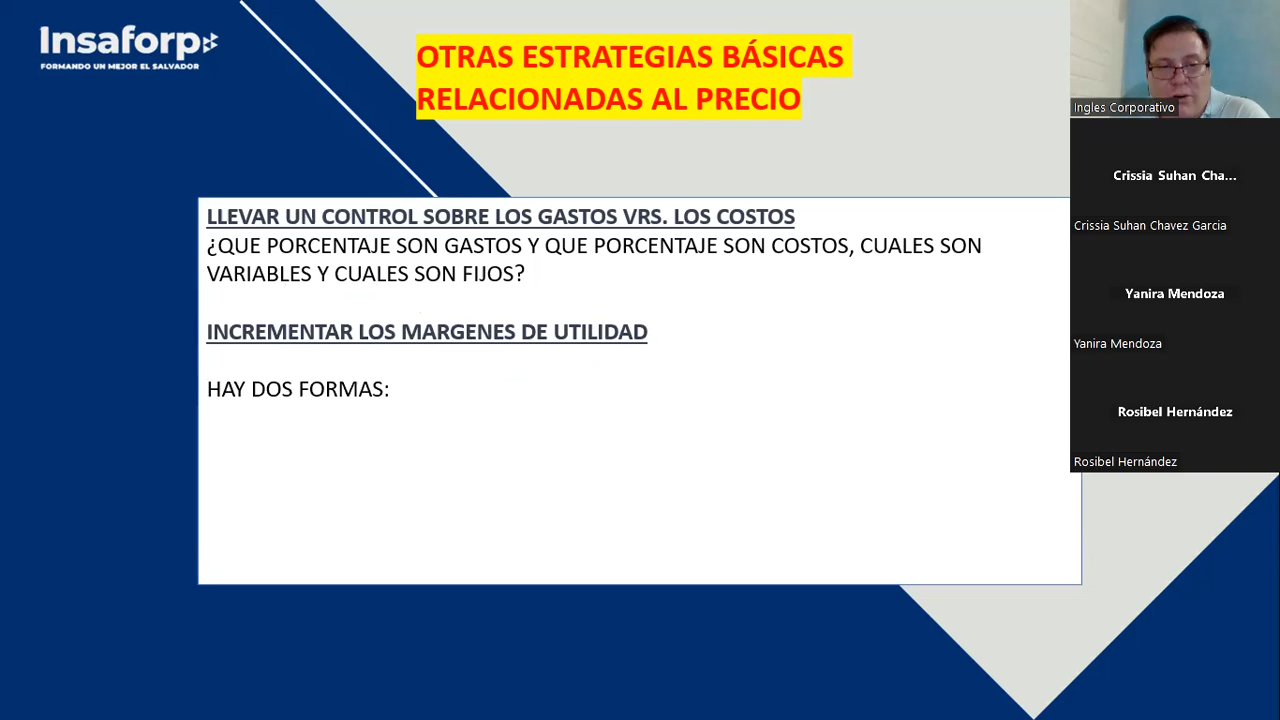 Insaforp
FORMANDO UN MEJOR EL SALVADOR
OTRAS ESTRATEGIAS BÁSICAS
RELACIONADAS AL PRECIO
LLEVAR UN CONTROL SOBRE LOS GASTOS VRS. LOS COSTOS
¿QUE PORCENTAJE SON GASTOS Y QUE PORCENTAJE SON COSTOS, CUALES SON
VARIABLES Y CUALES SON FIJOS?
INCREMENTAR LOS MARGENES DE UTILIDAD
HAY DOS FORMAS:
Ingles Corporativo
Crissia Suhan Cha...
Crissia Suhan Chavez Garcia
Yanira Mendoza
Yanira Mendoza
Rosibel Hernández
Rosibel Hernández